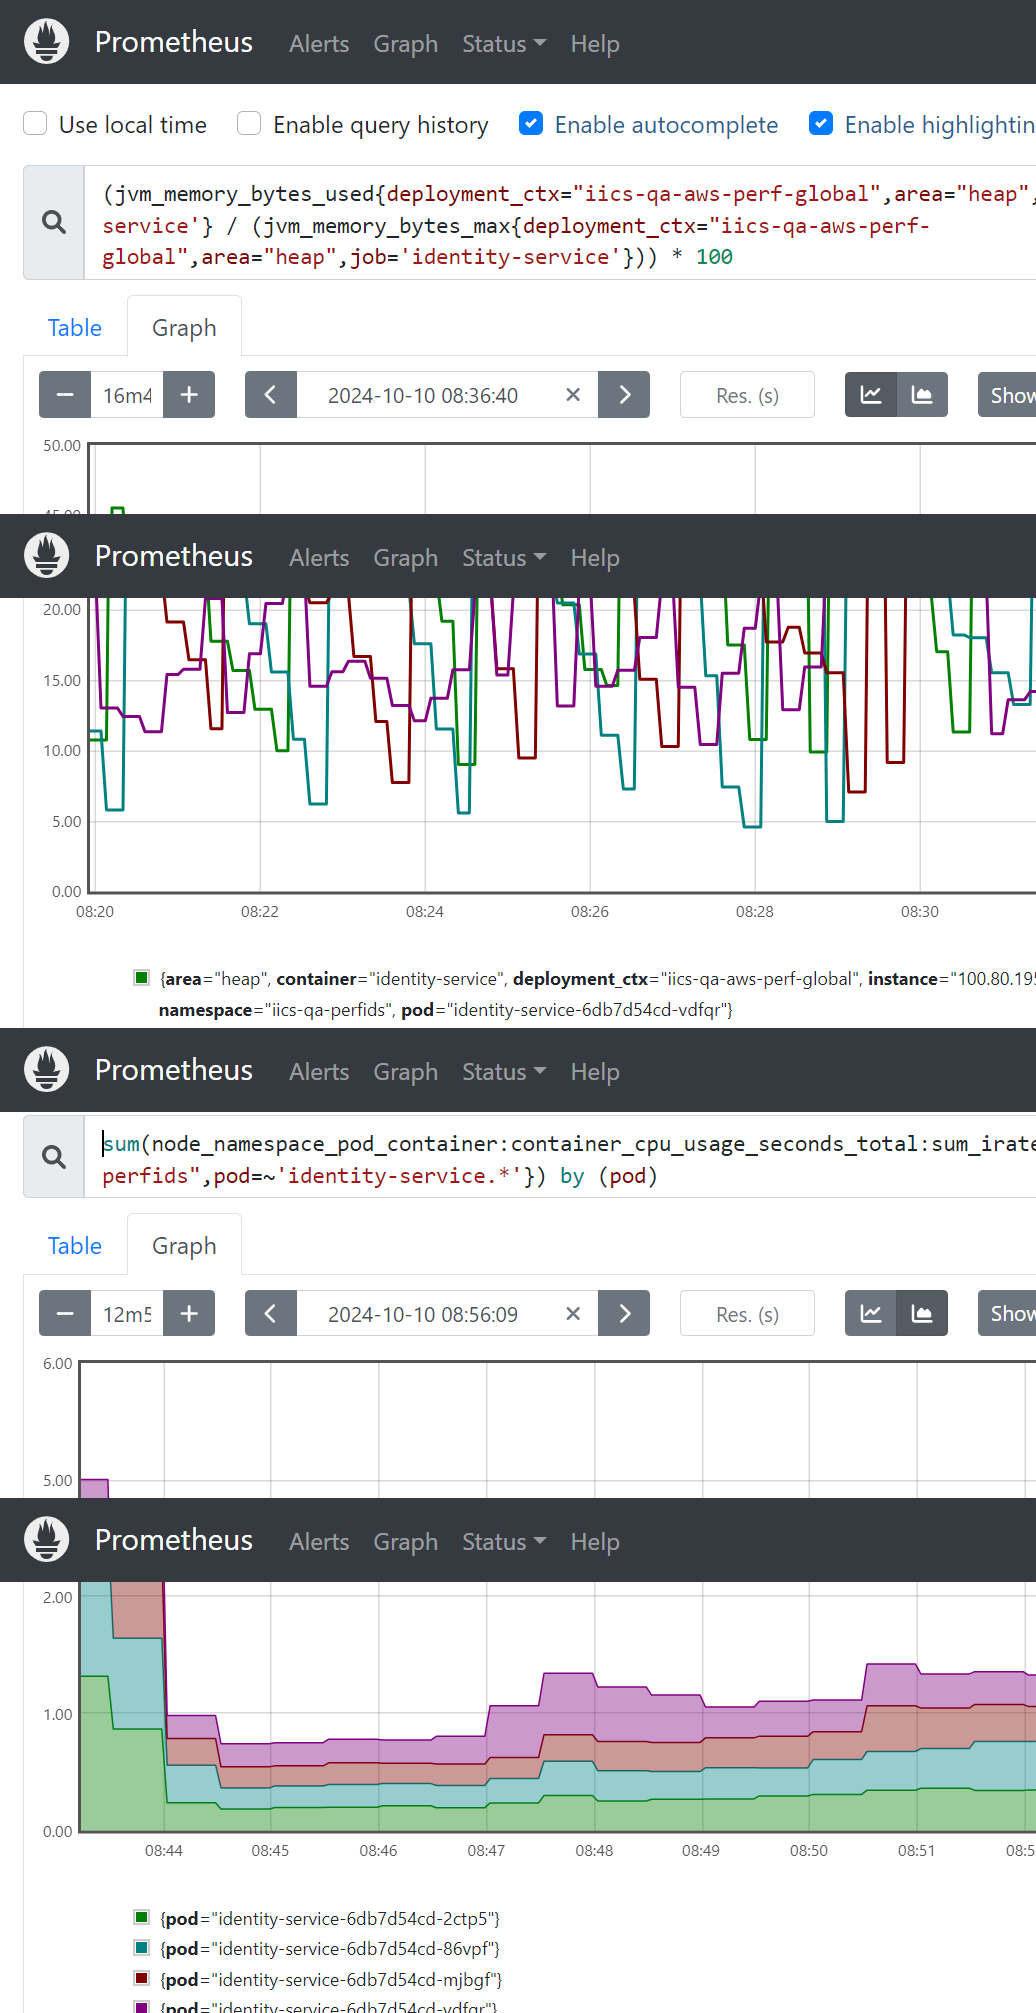 Prometheus Alerts Graph Status Help
Use local time Enable query history Enable autocomplete Enable highlightin
(jvm_memory_bytes_used{deployment_ctx="iics-qa-aws-perf-global",area="heap",
service'} / (jvm_memory_bytes_max{deployment_ctx="iics-qa-aws-perf-
global",area="heap",job='identity-service'})) * 100
Table Graph
16m4 2024-10-10 08:36:40 Res. (s) Show
50.00
45.00
Prometheus Alerts Graph Status Help
20.00
15.00
10.00
5.00
0.00
08:20 08:22 08:24 08:26 08:28 08:30
{area="heap", container="identity-service", deployment_ctx="iics-qa-aws-perf-global", instance="100.80.195
namespace="iics-qa-perfids", pod="identity-service-6db7d54cd-vdfqr"}
Prometheus Alerts Graph Status Help
sum(node_namespace_pod_container:container_cpu_usage_seconds_total:sum_irate
perfids",pod=~'identity-service.*'}) by (pod)
Table Graph
12m5 2024-10-10 08:56:09 Res. (s) Show
6.00
5.00
Prometheus Alerts Graph Status Help
2.00
1.00
0.00
08:44 08:45 08:46 08:47 08:48 08:49 08:50 08:51 08:5
{pod="identity-service-6db7d54cd-2ctp5"}
{pod="identity-service-6db7d54cd-86vpf"}
{pod="identity-service-6db7d54cd-mjbgf"}
{pod="identity-service-6db7d54cd-vdfqr"}